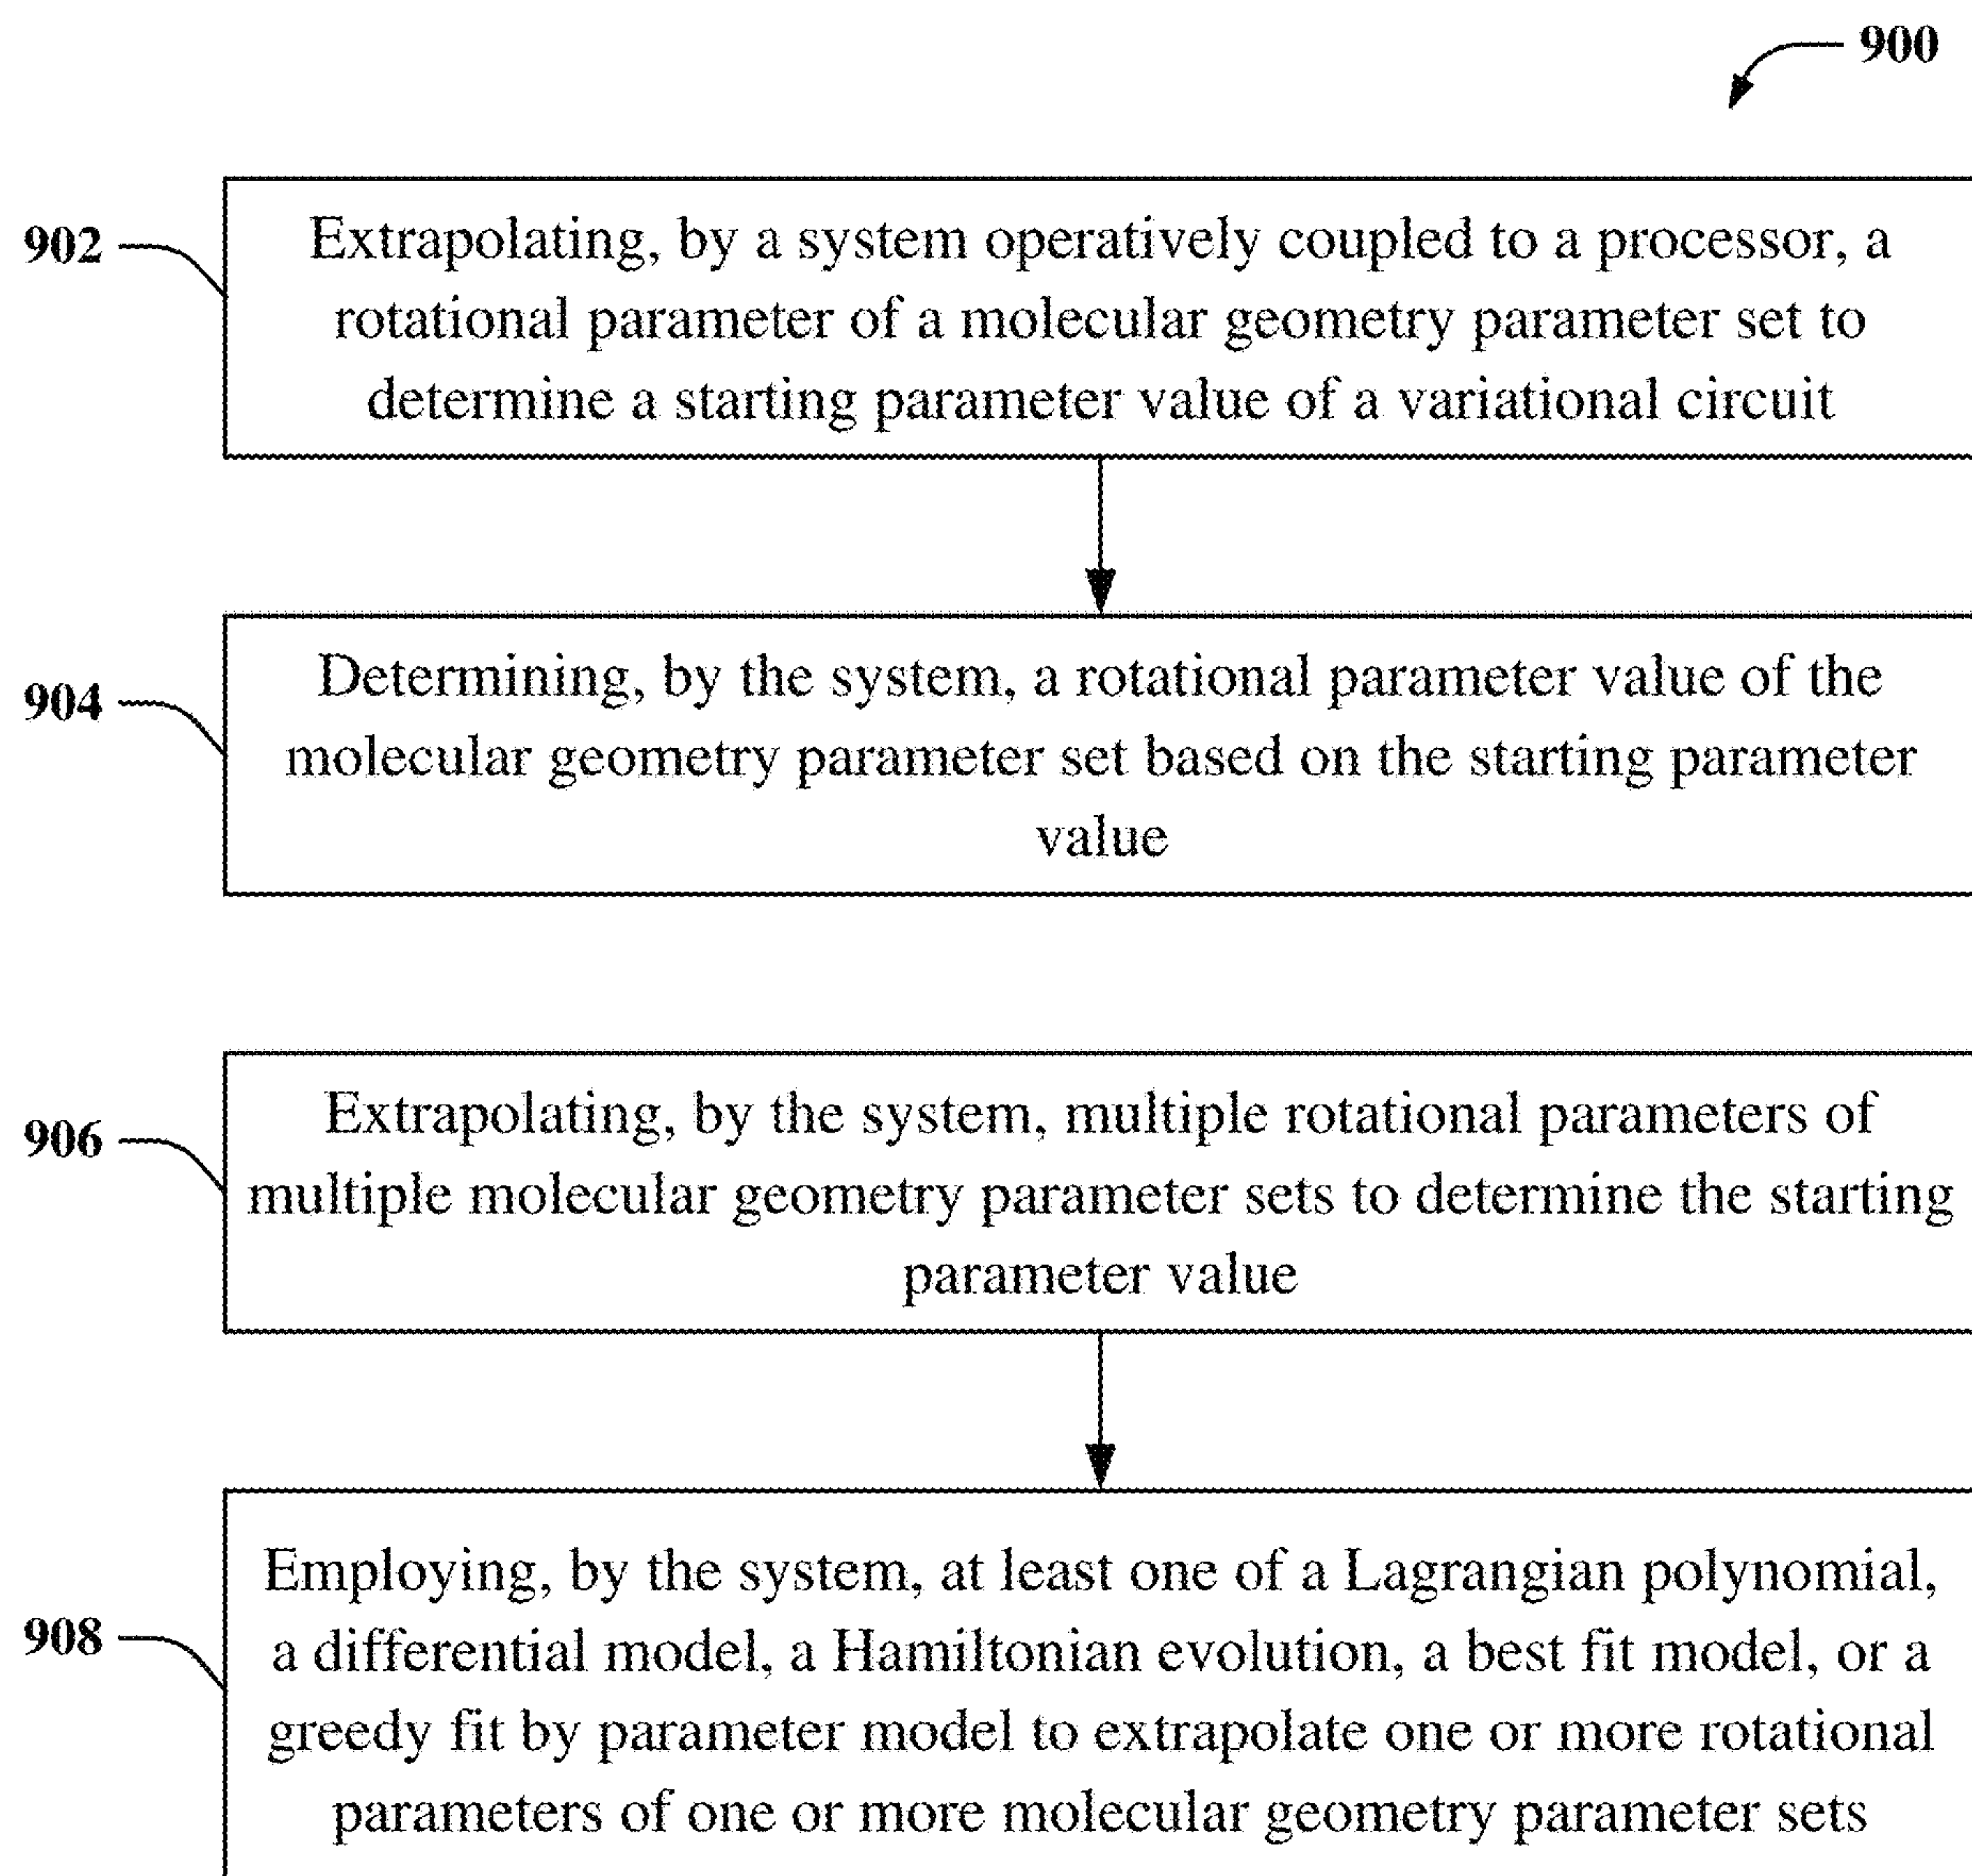 900
902
Extrapolating, by a system operatively coupled to a processor, a
rotational parameter of a molecular geometry parameter set to
determine a starting parameter value of a variational circuit
904
Determining, by the system, a rotational parameter value of the
molecular geometry parameter set based on the starting parameter
value
906
Extrapolating, by the system, multiple rotational parameters of
multiple molecular geometry parameter sets to determine the starting
parameter value
908
Employing, by the system, at least one of a Lagrangian polynomial,
a differential model, a Hamiltonian evolution, a best fit model, or a
greedy fit by parameter model to extrapolate one or more rotational
parameters of one or more molecular geometry parameter sets